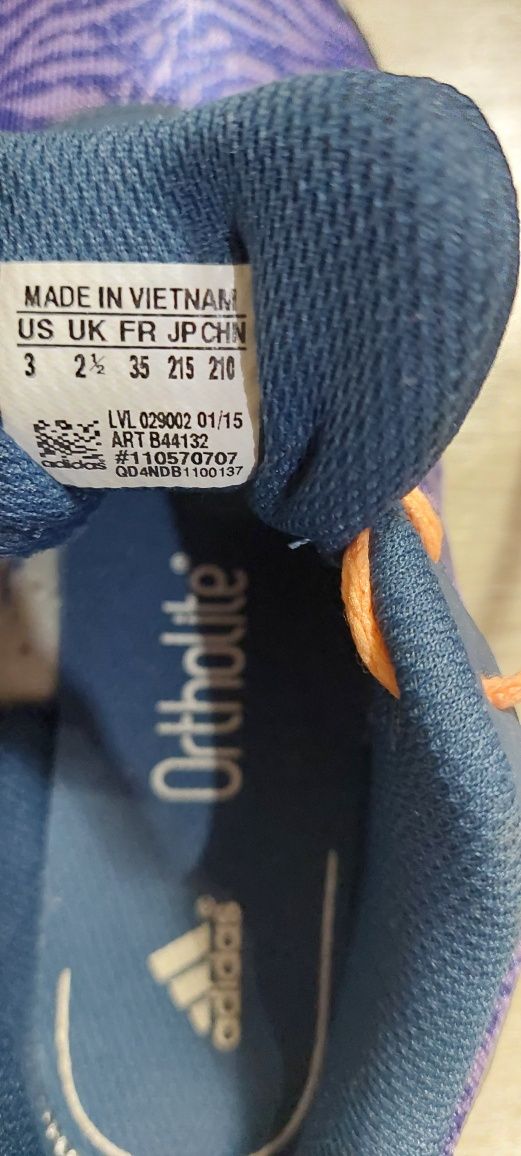 MADE IN VIETNAM
US UK FR JP CHN
3 2½ 35 215 210
LVL 029002 01/15
ART B44132
#110570707
adidas QD4NDB1100137
Ortholite®
adidas®